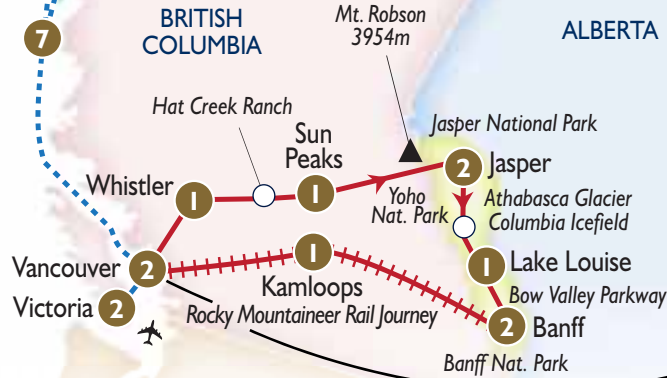 BRITISH
COLUMBIA
Mt. Robson
3954m
ALBERTA
7
Hat Creek Ranch
Sun
Peaks
Jasper National Park
Whistler
1
1
2
Jasper
Yoho
Nat. Park
Athabasca Glacier
Columbia Icefield
Vancouver
2
1
1
Lake Louise
Kamloops
Victoria
2
Rocky Mountaineer Rail Journey
Bow Valley Parkway
2
Banff
Banff Nat. Park